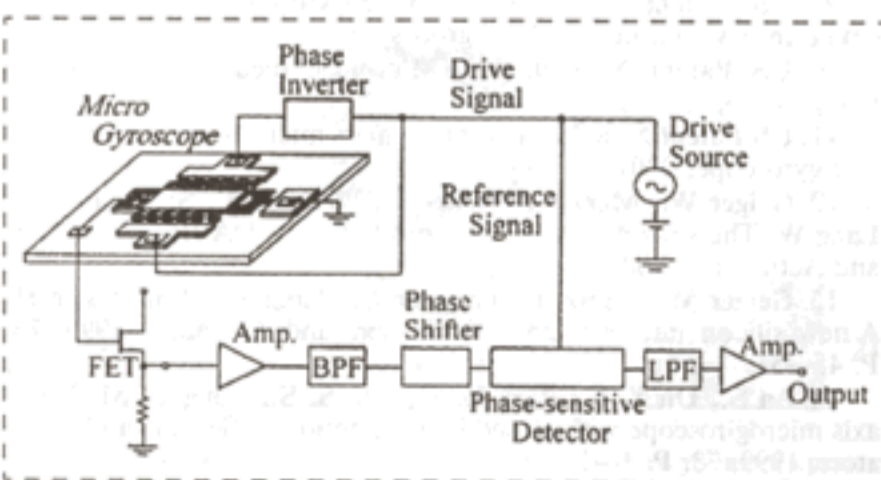 Phase
Inverter
Drive
Signal
Micro
Gyroscope
Drive
Source
Reference
Signal
Phase
Shifter
FET
Amp.
BPF
Phase-sensitive
Detector
LPF
Amp.
Output